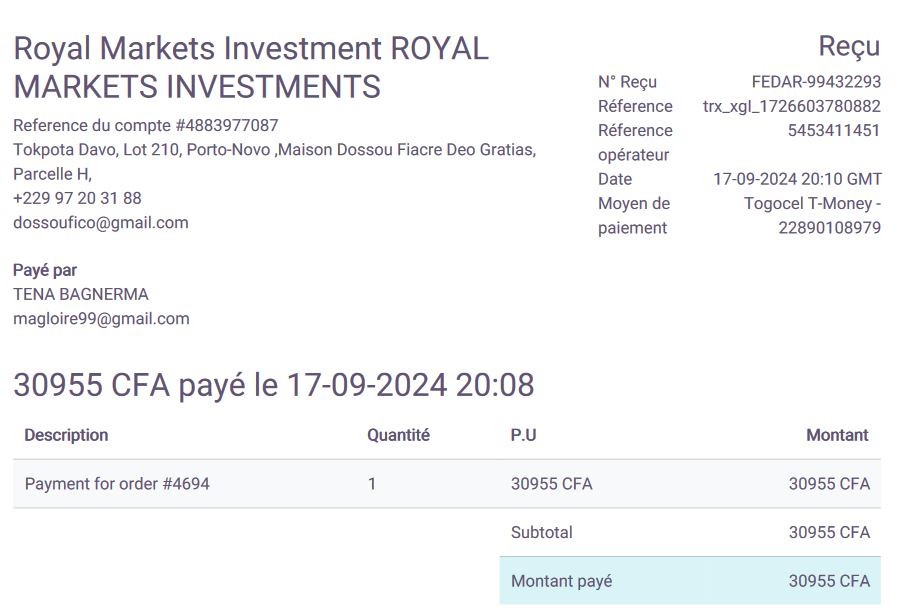 Royal Markets Investment ROYAL
MARKETS INVESTMENTS
Reference du compte #4883977087
Tokpota Davo, Lot 210, Porto-Novo ,Maison Dossou Fiacre Deo Gratias,
Parcelle H,
+229 97 20 31 88
dossoufico@gmail.com
Reçu
N° Reçu FEDAR-99432293
Réference trx_xgl_1726603780882
Réference 5453411451
opérateur
Date 17-09-2024 20:10 GMT
Moyen de Togocel T-Money -
paiement 22890108979
Payé par
TENA BAGNERMA
magloire99@gmail.com
30955 CFA payé le 17-09-2024 20:08
Description Quantité P.U Montant
Payment for order #4694 1 30955 CFA 30955 CFA
Subtotal 30955 CFA
Montant payé 30955 CFA